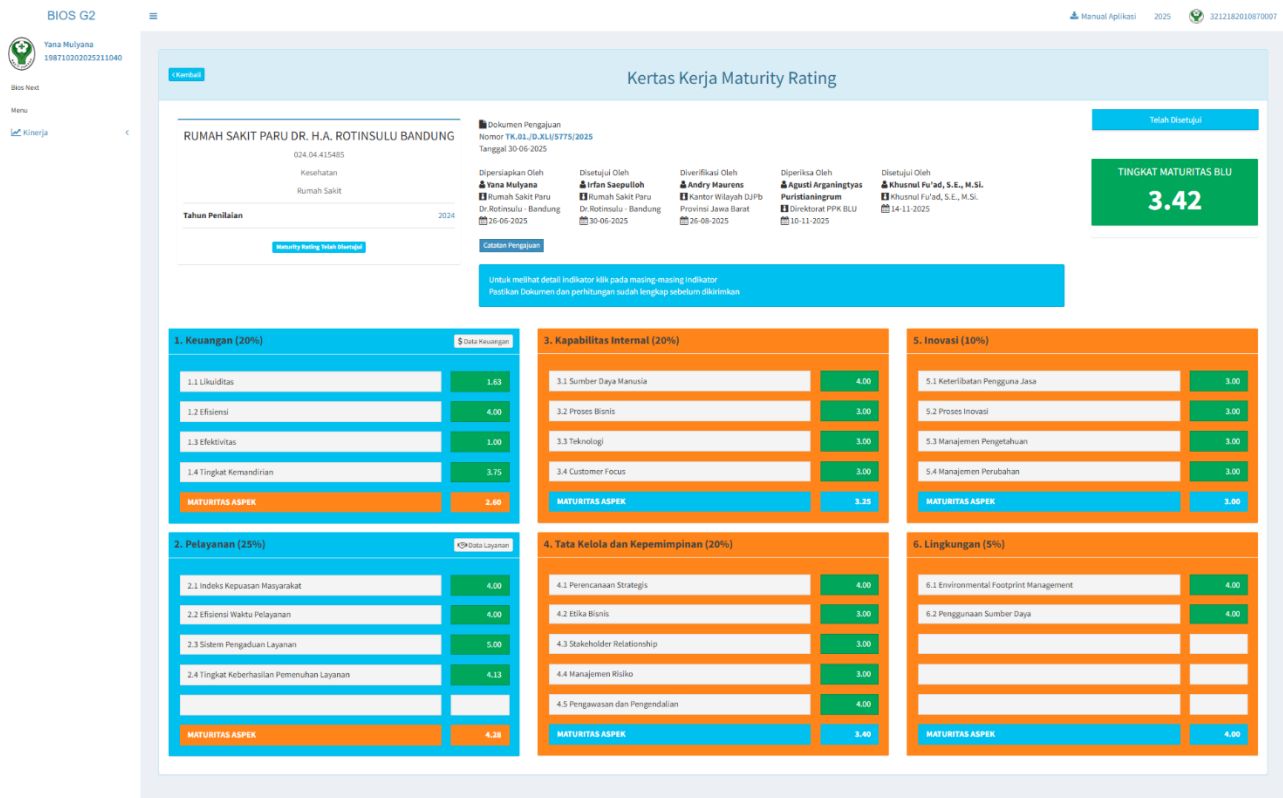 BIOS G2
Manual Aplikasi 2025 3212182010870007
Yana Mulyana
198710202025211040
Bios Next
Menu
Kinerja
Kembali
Kertas Kerja Maturity Rating
RUMAH SAKIT PARU DR. H.A. ROTINSULU BANDUNG
024.04.415485
Kesehatan
Rumah Sakit
Tahun Penilaian 2024
Maturity Rating Telah Disetujui
Dokumen Pengajuan
Nomor TK.01./D.XLI/5775/2025
Tanggal 30-06-2025
Dipersiapkan Oleh
Yana Mulyana
Rumah Sakit Paru
Dr.Rotinsulu - Bandung
26-06-2025
Disetujui Oleh
Irfan Saepulloh
Rumah Sakit Paru
Dr.Rotinsulu - Bandung
30-06-2025
Diverifikasi Oleh
Andry Maurens
Kantor Wilayah DJPb
Provinsi Jawa Barat
26-08-2025
Diperiksa Oleh
Agusti Arganingtyas
Puristianingrum
Direktorat PPK BLU
10-11-2025
Disetujui Oleh
Khusnul Fu'ad, S.E., M.Si.
Khusnul Fu'ad, S.E., M.Si.
14-11-2025
Catatan Pengajuan
Untuk melihat detail indikator klik pada masing-masing Indikator
Pastikan Dokumen dan perhitungan sudah lengkap sebelum dikirimkan
Telah Disetujui
TINGKAT MATURITAS BLU
3.42
1. Keuangan (20%) Data Keuangan
1.1 Likuiditas 1.63
1.2 Efisiensi 4.00
1.3 Efektivitas 1.00
1.4 Tingkat Kemandirian 3.75
MATURITAS ASPEK 2.60
3. Kapabilitas Internal (20%)
3.1 Sumber Daya Manusia 4.00
3.2 Proses Bisnis 3.00
3.3 Teknologi 3.00
3.4 Customer Focus 3.00
MATURITAS ASPEK 3.25
5. Inovasi (10%)
5.1 Keterlibatan Pengguna Jasa 3.00
5.2 Proses Inovasi 3.00
5.3 Manajemen Pengetahuan 3.00
5.4 Manajemen Perubahan 3.00
MATURITAS ASPEK 3.00
2. Pelayanan (25%) Data Layanan
2.1 Indeks Kepuasan Masyarakat 4.00
2.2 Efisiensi Waktu Pelayanan 4.00
2.3 Sistem Pengaduan Layanan 5.00
2.4 Tingkat Keberhasilan Pemenuhan Layanan 4.13
MATURITAS ASPEK 4.28
4. Tata Kelola dan Kepemimpinan (20%)
4.1 Perencanaan Strategis 4.00
4.2 Etika Bisnis 3.00
4.3 Stakeholder Relationship 3.00
4.4 Manajemen Risiko 3.00
4.5 Pengawasan dan Pengendalian 4.00
MATURITAS ASPEK 3.40
6. Lingkungan (5%)
6.1 Environmental Footprint Management 4.00
6.2 Penggunaan Sumber Daya 4.00
MATURITAS ASPEK 4.00